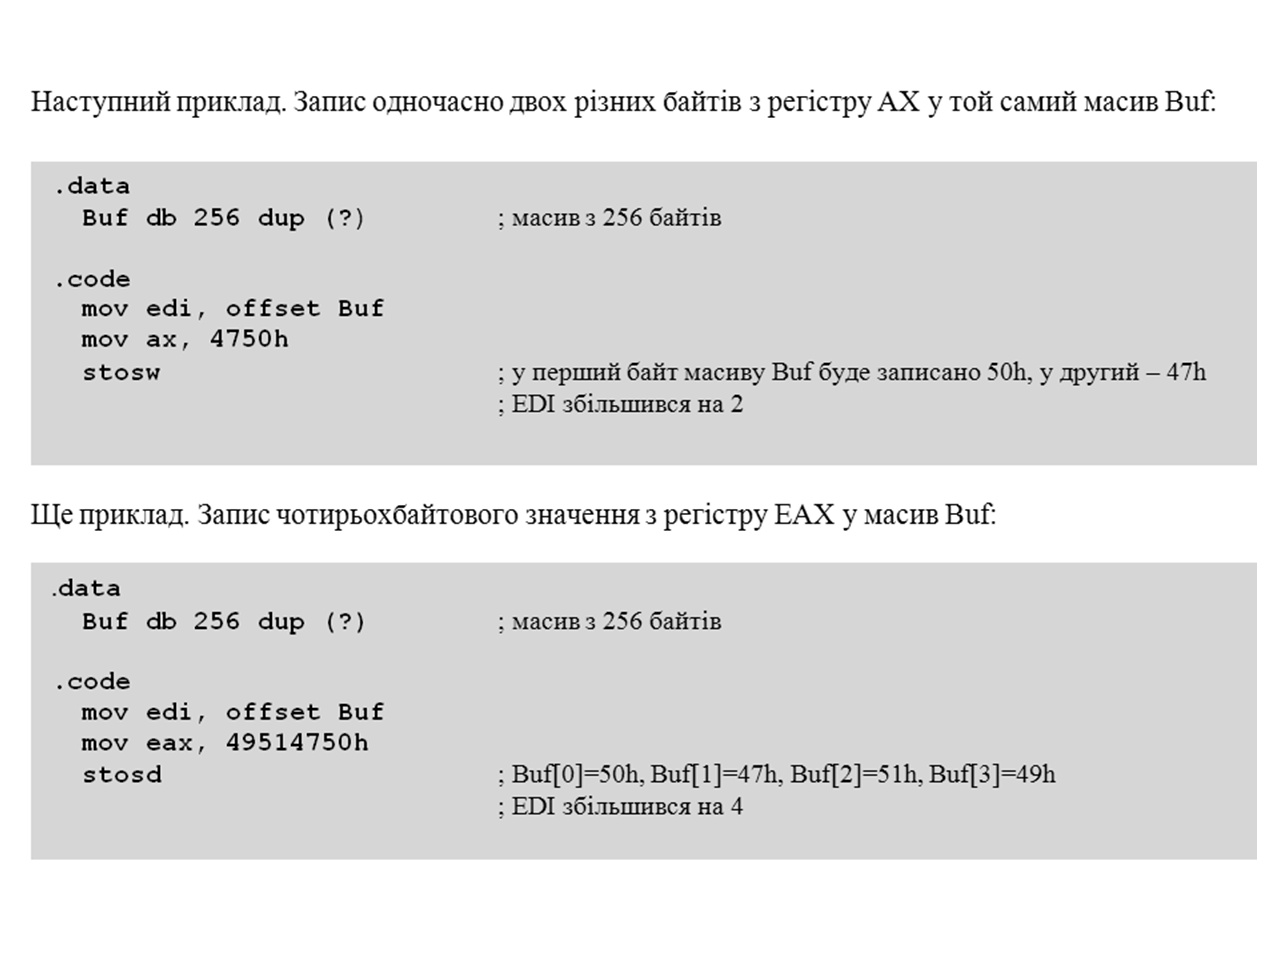 Наступний приклад. Запис одночасно двох різних байтів з регістру AX у той самий масив Buf:
.data
Buf db 256 dup (?) ; масив з 256 байтів
.code
mov edi, offset Buf
mov ax, 4750h
stosw ; у перший байт масиву Buf буде записано 50h, у другий – 47h
; EDI збільшився на 2
Ще приклад. Запис чотирьохбайтового значення з регістру EAX у масив Buf:
.data
Buf db 256 dup (?) ; масив з 256 байтів
.code
mov edi, offset Buf
mov eax, 49514750h
stosd ; Buf[0]=50h, Buf[1]=47h, Buf[2]=51h, Buf[3]=49h
; EDI збільшився на 4